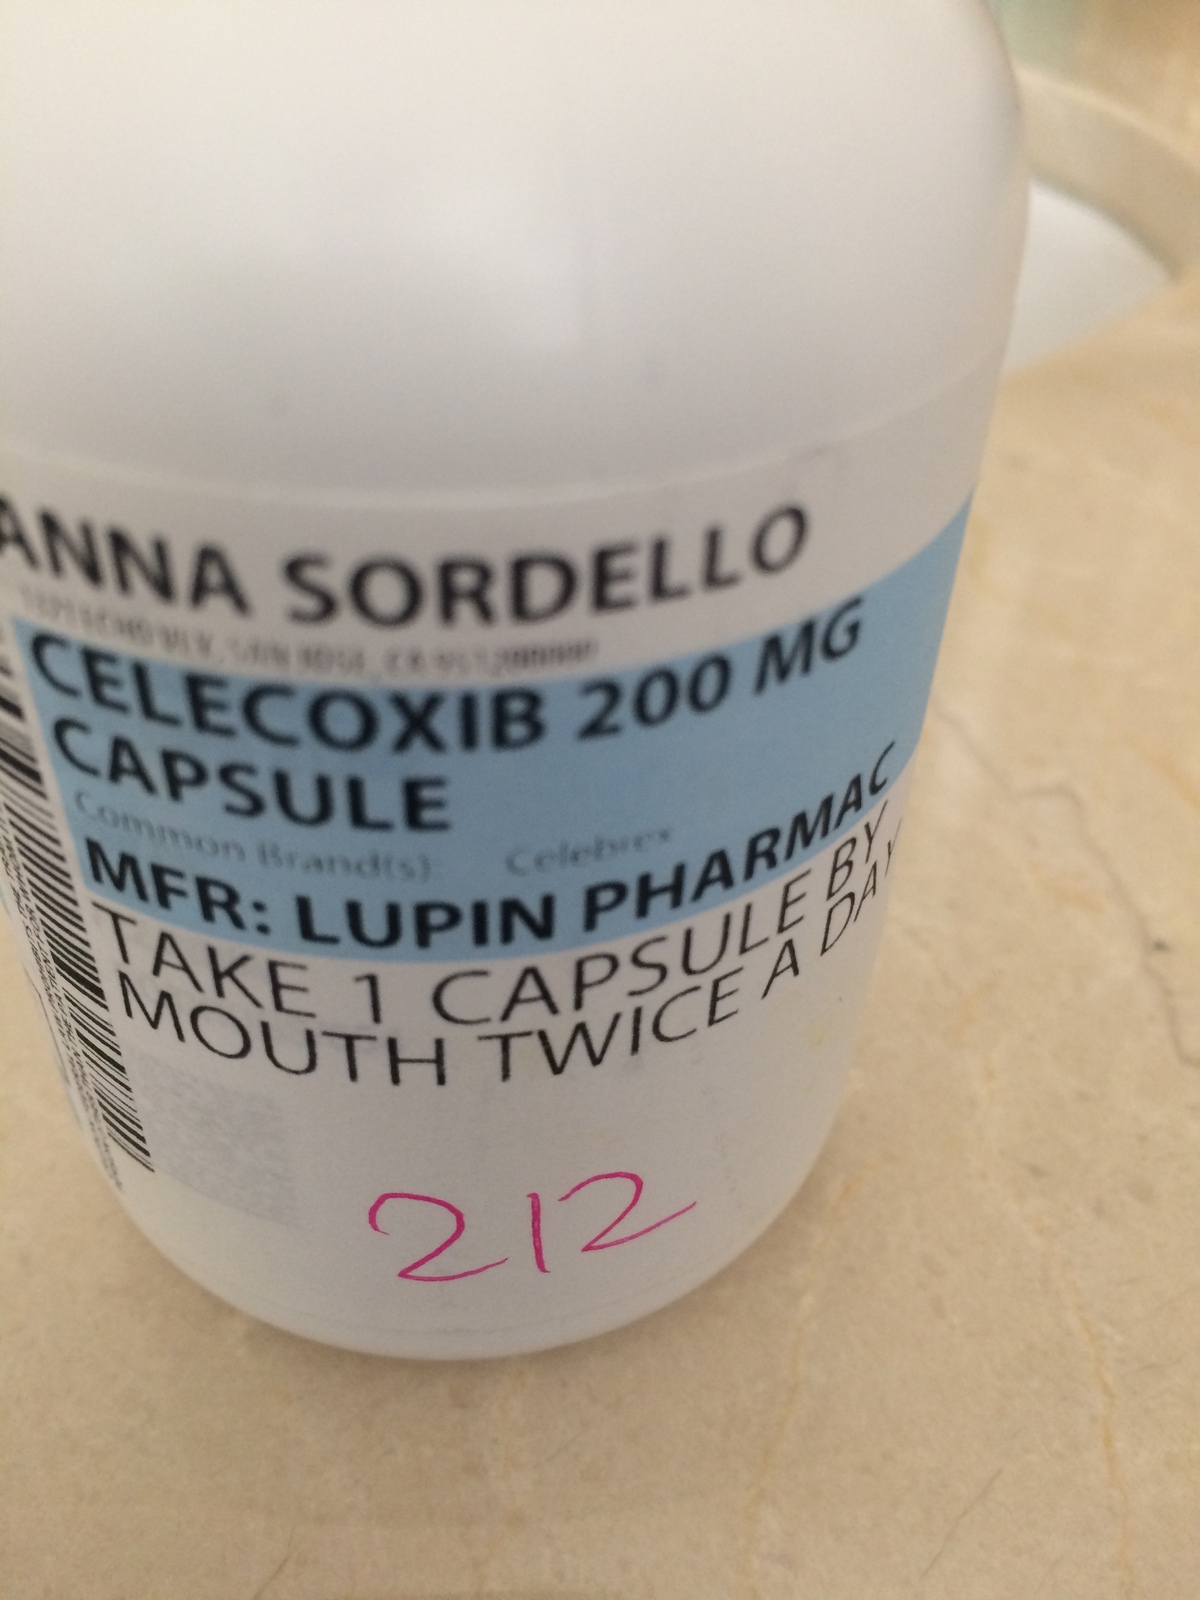 ANNA SORDELLO
CELECOXIB 200 MG
CAPSULE
Common Brand(s) Celebrex
MFR: LUPIN PHARMAC
TAKE 1 CAPSULE BY
MOUTH TWICE A DAY
212